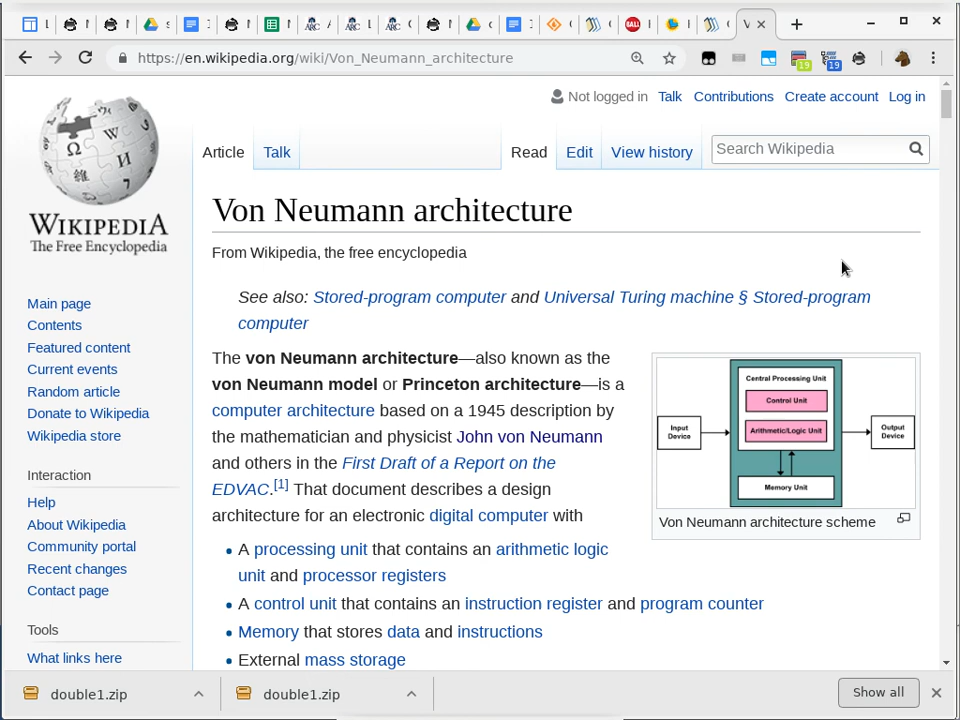 https://en.wikipedia.org/wiki/Von_Neumann_architecture
19
19
Not logged in Talk Contributions Create account Log in
Article Talk Read Edit View history Search Wikipedia
WIKIPEDIA
The Free Encyclopedia
Main page
Contents
Featured content
Current events
Random article
Donate to Wikipedia
Wikipedia store
Interaction
Help
About Wikipedia
Community portal
Recent changes
Contact page
Tools
What links here
Von Neumann architecture
From Wikipedia, the free encyclopedia
See also: Stored-program computer and Universal Turing machine § Stored-program
computer
The von Neumann architecture—also known as the
von Neumann model or Princeton architecture—is a
computer architecture based on a 1945 description by
the mathematician and physicist John von Neumann
and others in the First Draft of a Report on the
EDVAC.[1] That document describes a design
architecture for an electronic digital computer with
• A processing unit that contains an arithmetic logic
unit and processor registers
• A control unit that contains an instruction register and program counter
• Memory that stores data and instructions
• External mass storage
Central Processing Unit
Control Unit
Arithmetic/Logic Unit
Input
Device
Output
Device
Memory Unit
Von Neumann architecture scheme
double1.zip
double1.zip
Show all